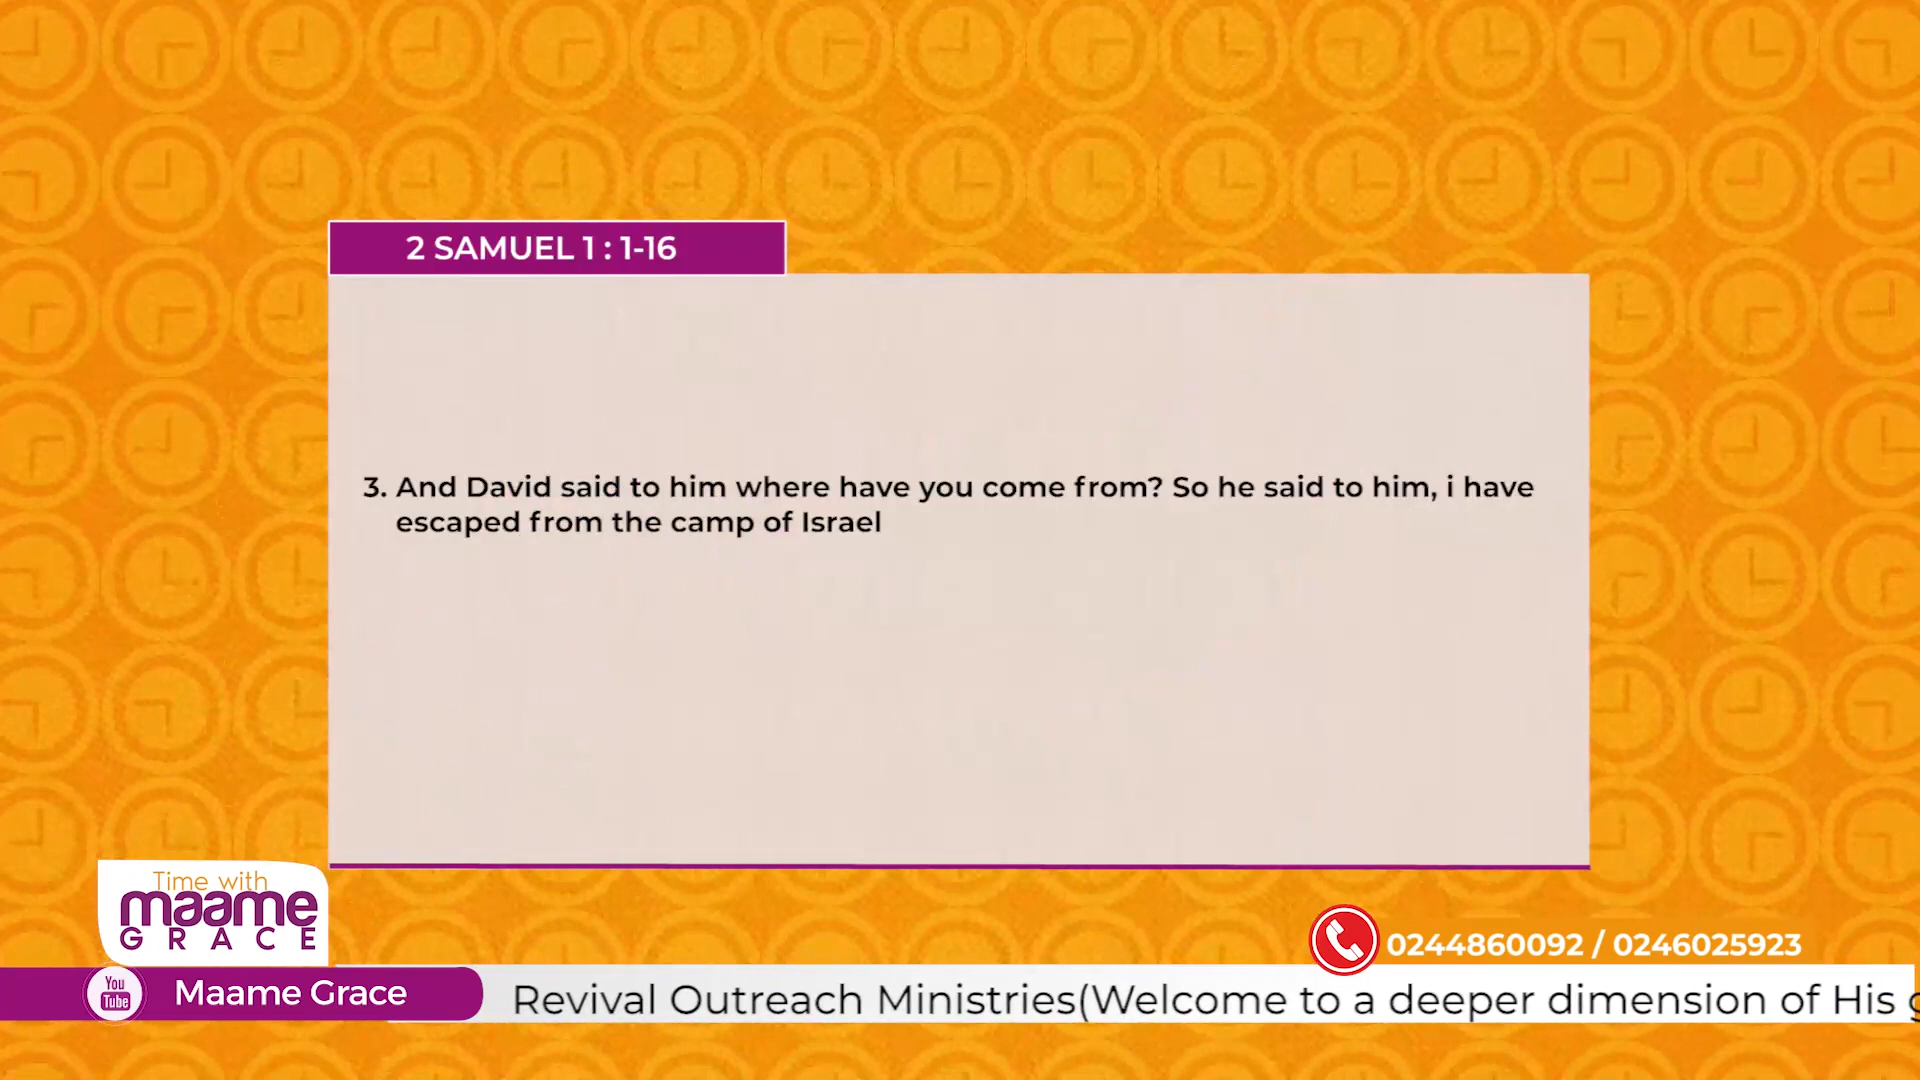 2 SAMUEL 1 : 1-16
3. And David said to him where have you come from? So he said to him, i have
escaped from the camp of Israel
Time with
maame
GRACE
0244860092 / 0246025923
You
Tube
Maame Grace
Revival Outreach Ministries(Welcome to a deeper dimension of His